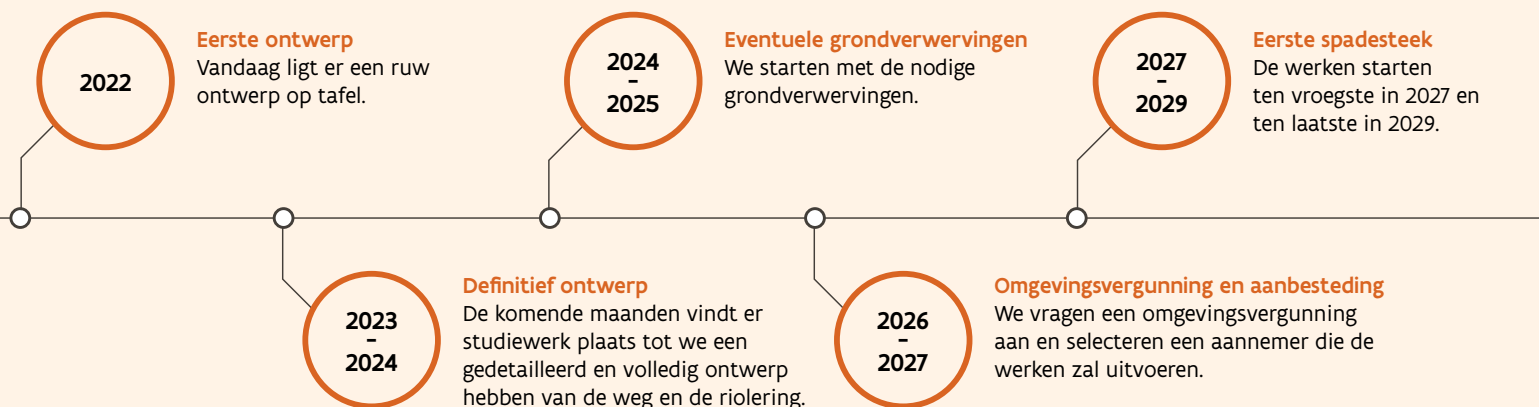 2022
Eerste ontwerp
Vandaag ligt er een ruw
ontwerp op tafel.
2023
-
2024
Definitief ontwerp
De komende maanden vindt er
studiewerk plaats tot we een
gedetailleerd en volledig ontwerp
hebben van de weg en de riolering.
2024
-
2025
Eventuele grondverwervingen
We starten met de nodige
grondverwervingen.
2026
-
2027
Omgevingsvergunning en aanbesteding
We vragen een omgevingsvergunning
aan en selecteren een aannemer die de
werken zal uitvoeren.
2027
-
2029
Eerste spadesteek
De werken starten
ten vroegste in 2027 en
ten laatste in 2029.